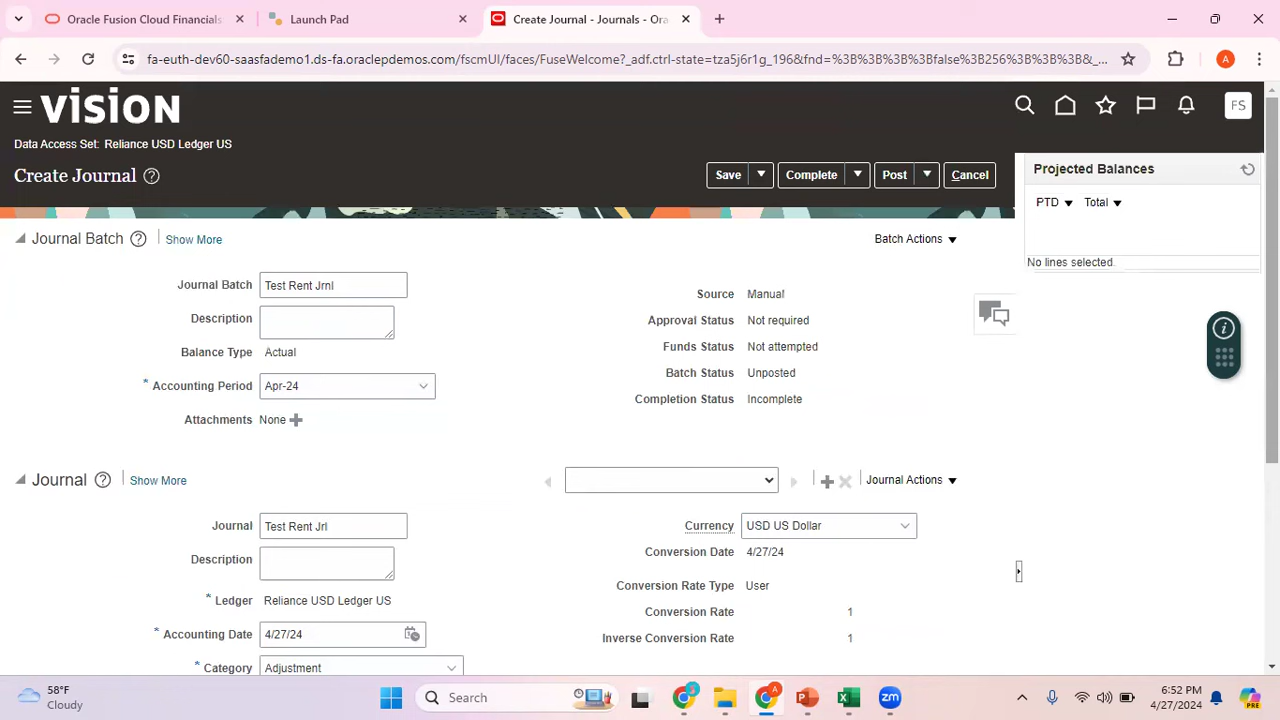 Oracle Fusion Cloud Financials
Launch Pad
Create Journal - Journals - Ora
fa-euth-dev60-saasfademo1.ds-fa.oraclepdemos.com/fscmUI/faces/FuseWelcome?_adf.ctrl-state=tza5j6r1g_196&fnd=%3B%3B%3B%3Bfalse%3B256%3B%3B%3B&_...
A
VISION
FS
Data Access Set: Reliance USD Ledger US
Create Journal ?
Save
Complete
Post
Cancel
Projected Balances
PTD Total
No lines selected.
Journal Batch ? Show More
Batch Actions
Journal Batch Test Rent Jrnl
Description
Balance Type Actual
* Accounting Period Apr-24
Attachments None
Source Manual
Approval Status Not required
Funds Status Not attempted
Batch Status Unposted
Completion Status Incomplete
Journal ? Show More
Journal Actions
Journal Test Rent Jrl
Description
* Ledger Reliance USD Ledger US
* Accounting Date 4/27/24
* Category Adjustment
Currency USD US Dollar
Conversion Date 4/27/24
Conversion Rate Type User
Conversion Rate 1
Inverse Conversion Rate 1
58°F
Cloudy
Search
6:52 PM
4/27/2024